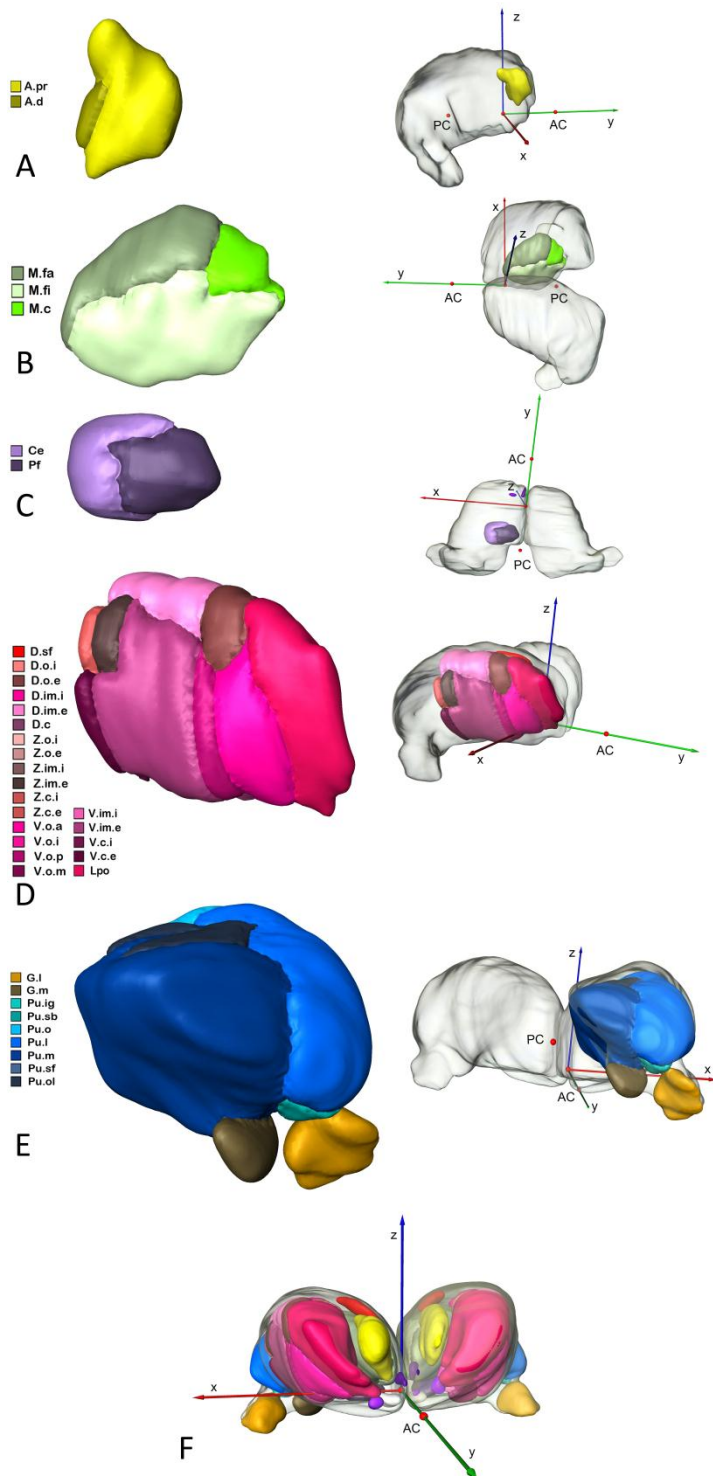 A.pr
A.d
A
z
PC
AC
y
x
M.fa
M.fi
M.c
B
x
z
y
AC
PC
Ce
Pf
C
y
AC
z
x
PC
D.sf
D.o.i
D.o.e
D.im.i
D.im.e
D.c
Z.o.i
Z.o.e
Z.im.i
Z.im.e
Z.c.i
Z.c.e
V.o.a V.im.i
V.o.i V.im.e
V.o.p V.c.i
V.o.m V.c.e
Lpo
D
z
AC
y
x
G.l
G.m
Pu.ig
Pu.sb
Pu.o
Pu.l
Pu.m
Pu.sf
Pu.ol
E
z
PC
x
AC
y
z
x
AC
y
F